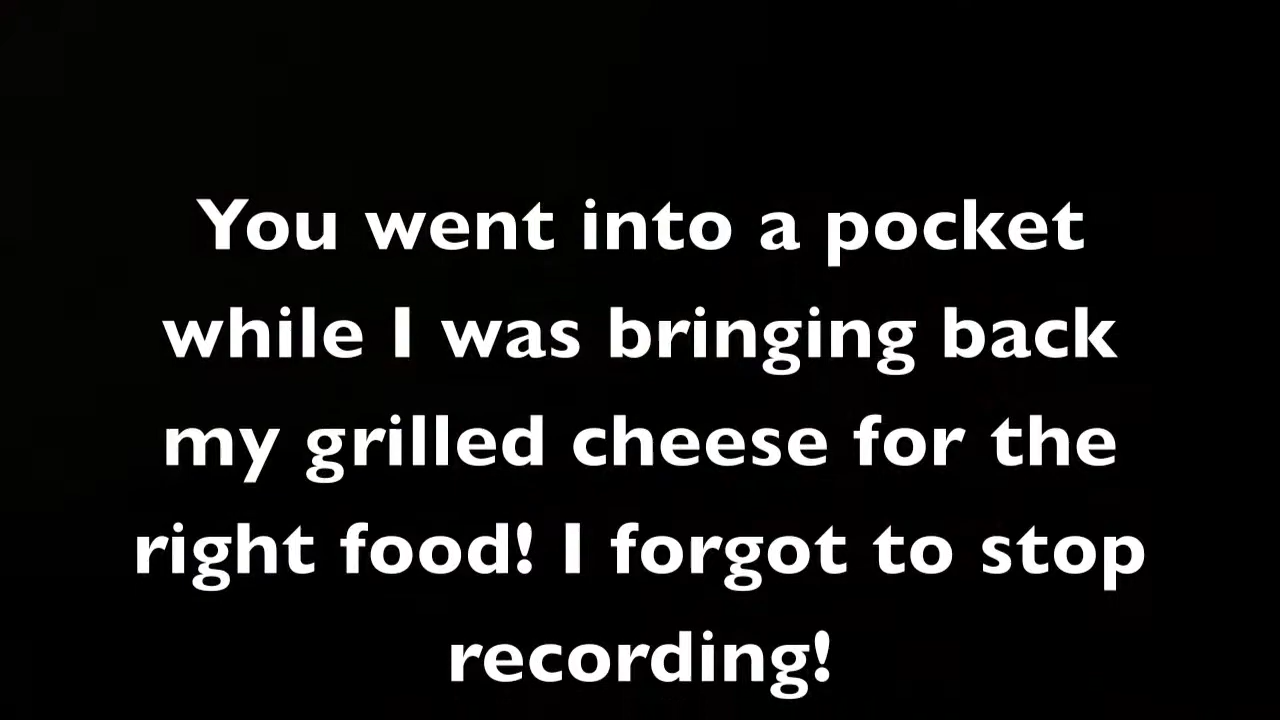 You went into a pocket
while I was bringing back
my grilled cheese for the
right food! I forgot to stop
recording!